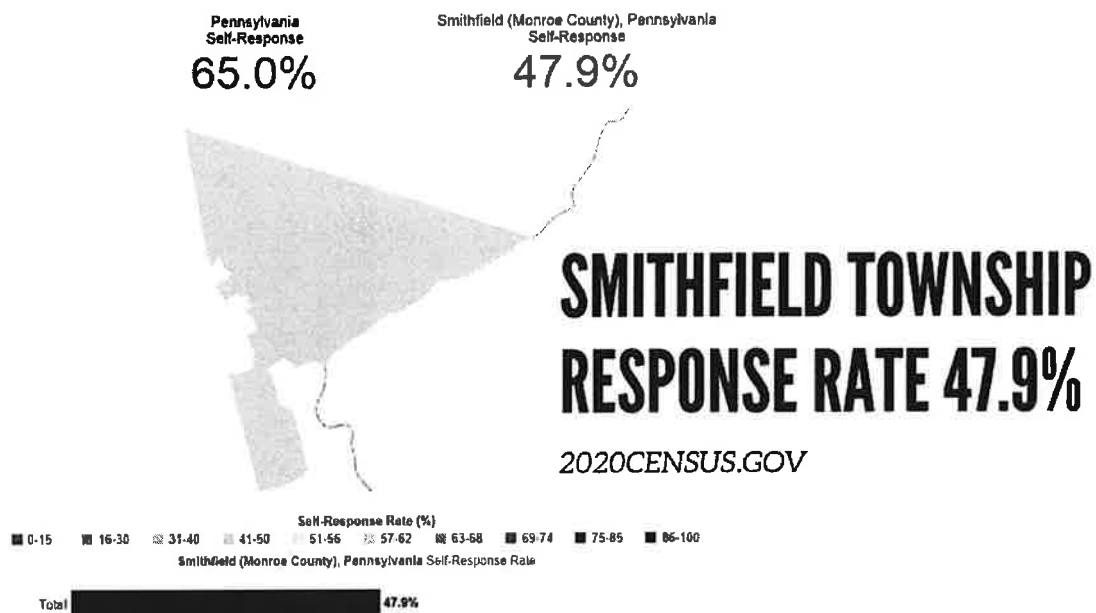 Pennsylvania
Self-Response
65.0%
Smithfield (Monroe County), Pennsylvania
Self-Response
47.9%
SMITHFIELD TOWNSHIP
RESPONSE RATE 47.9%
2020CENSUS.GOV
Self-Response Rate (%)
0-15 16-30 31-40 41-50 51-56 57-62 63-68 69-74 75-85 86-100
Smithfield (Monroe County), Pennsylvania Self-Response Rate
Total 47.9%